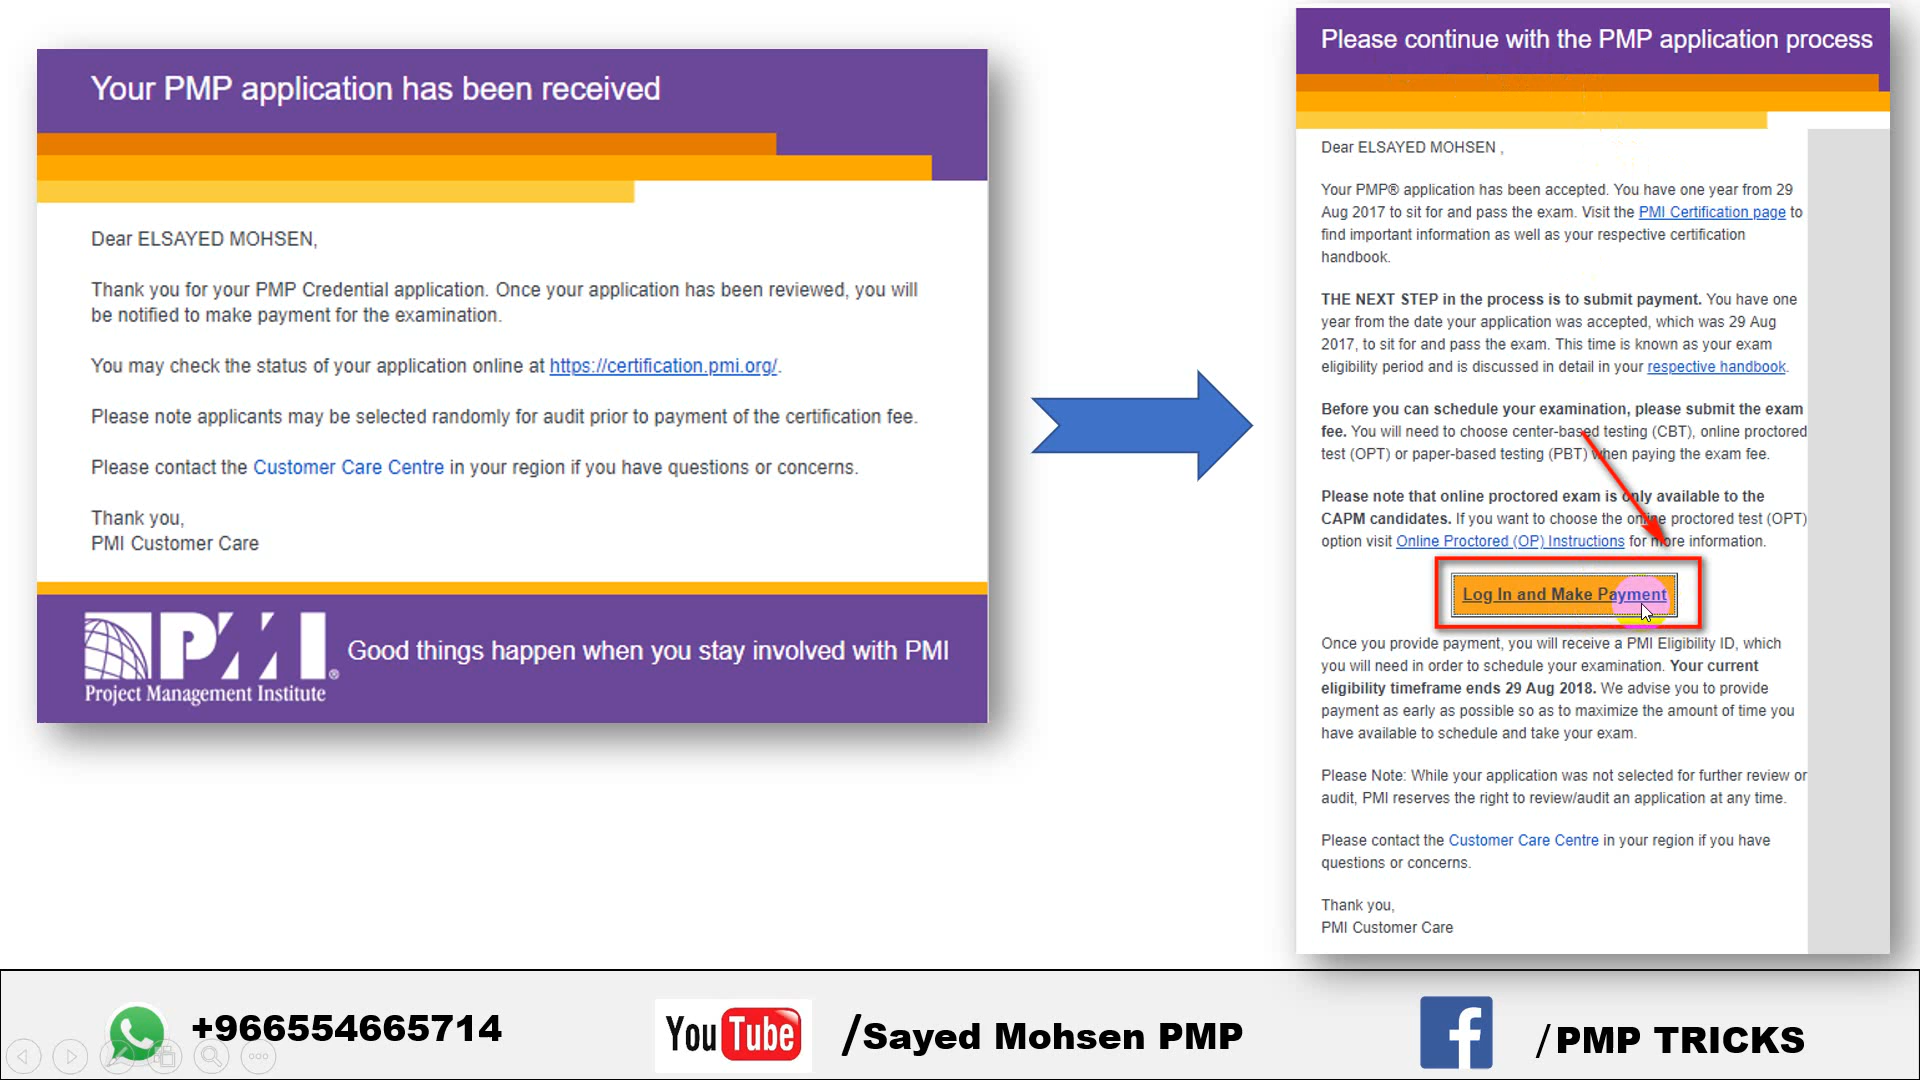 Your PMP application has been received
Dear ELSAYED MOHSEN,
Thank you for your PMP Credential application. Once your application has been reviewed, you will
be notified to make payment for the examination.
You may check the status of your application online at https://certification.pmi.org/.
Please note applicants may be selected randomly for audit prior to payment of the certification fee.
Please contact the Customer Care Centre in your region if you have questions or concerns.
Thank you,
PMI Customer Care
PMI®
Project Management Institute
Good things happen when you stay involved with PMI
Please continue with the PMP application process
Dear ELSAYED MOHSEN ,
Your PMP® application has been accepted. You have one year from 29
Aug 2017 to sit for and pass the exam. Visit the PMI Certification page to
find important information as well as your respective certification
handbook.
THE NEXT STEP in the process is to submit payment. You have one
year from the date your application was accepted, which was 29 Aug
2017, to sit for and pass the exam. This time is known as your exam
eligibility period and is discussed in detail in your respective handbook.
Before you can schedule your examination, please submit the exam
fee. You will need to choose center-based testing (CBT), online proctored
test (OPT) or paper-based testing (PBT) when paying the exam fee.
Please note that online proctored exam is only available to the
CAPM candidates. If you want to choose the online proctored test (OPT)
option visit Online Proctored (OP) Instructions for more information.
Log In and Make Payment
Once you provide payment, you will receive a PMI Eligibility ID, which
you will need in order to schedule your examination. Your current
eligibility timeframe ends 29 Aug 2018. We advise you to provide
payment as early as possible so as to maximize the amount of time you
have available to schedule and take your exam.
Please Note: While your application was not selected for further review or
audit, PMI reserves the right to review/audit an application at any time.
Please contact the Customer Care Centre in your region if you have
questions or concerns.
Thank you,
PMI Customer Care
+966554665714
YouTube
/Sayed Mohsen PMP
f
/PMP TRICKS